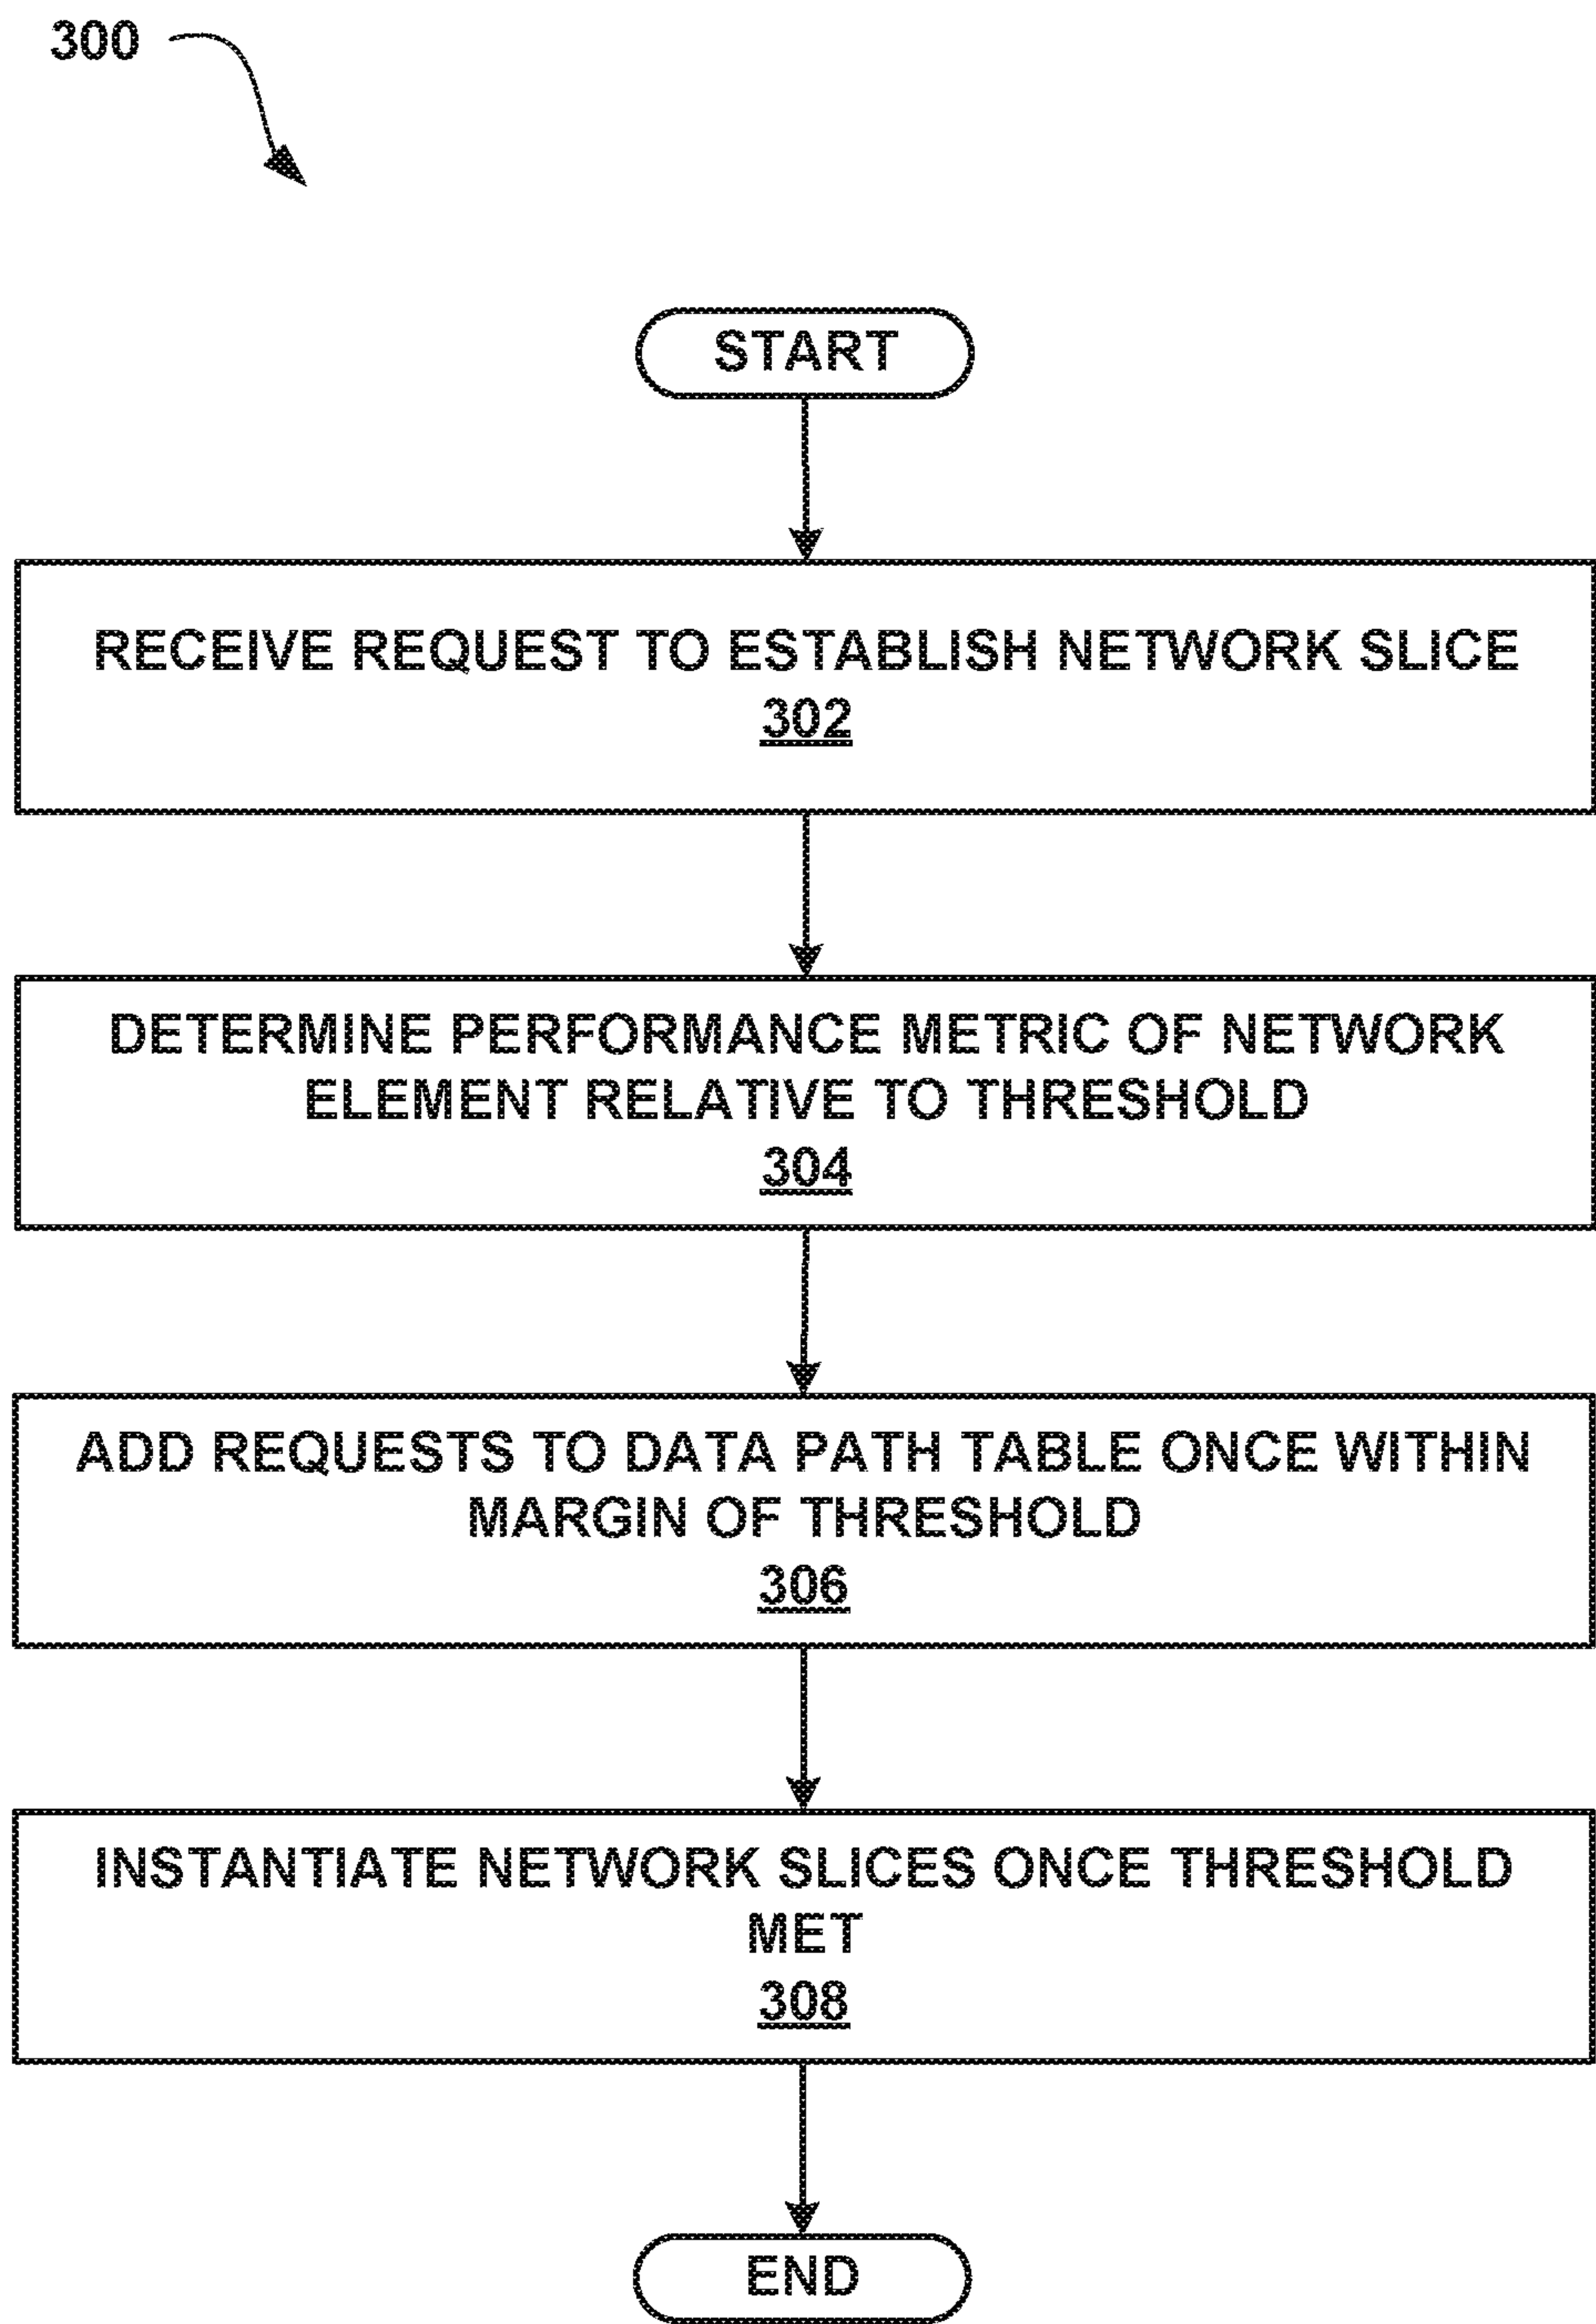 300
START
RECEIVE REQUEST TO ESTABLISH NETWORK SLICE
302
DETERMINE PERFORMANCE METRIC OF NETWORK
ELEMENT RELATIVE TO THRESHOLD
304
ADD REQUESTS TO DATA PATH TABLE ONCE WITHIN
MARGIN OF THRESHOLD
306
INSTANTIATE NETWORK SLICES ONCE THRESHOLD
MET
308
END